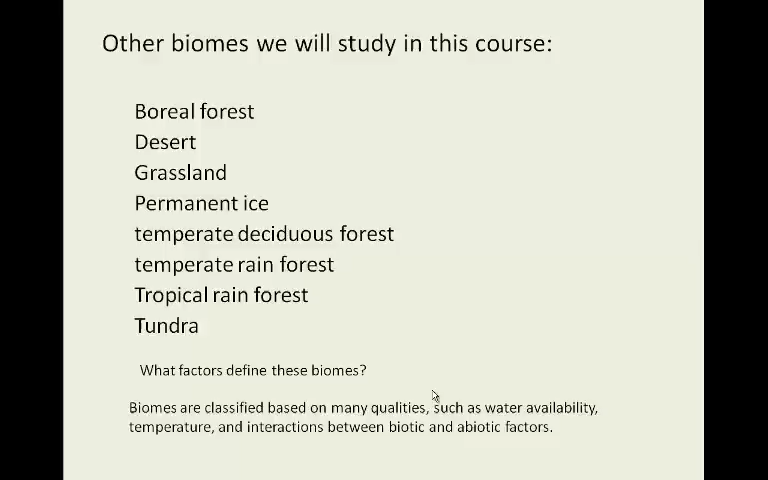 Other biomes we will study in this course:
Boreal forest
Desert
Grassland
Permanent ice
temperate deciduous forest
temperate rain forest
Tropical rain forest
Tundra
What factors define these biomes?
Biomes are classified based on many qualities, such as water availability,
temperature, and interactions between biotic and abiotic factors.